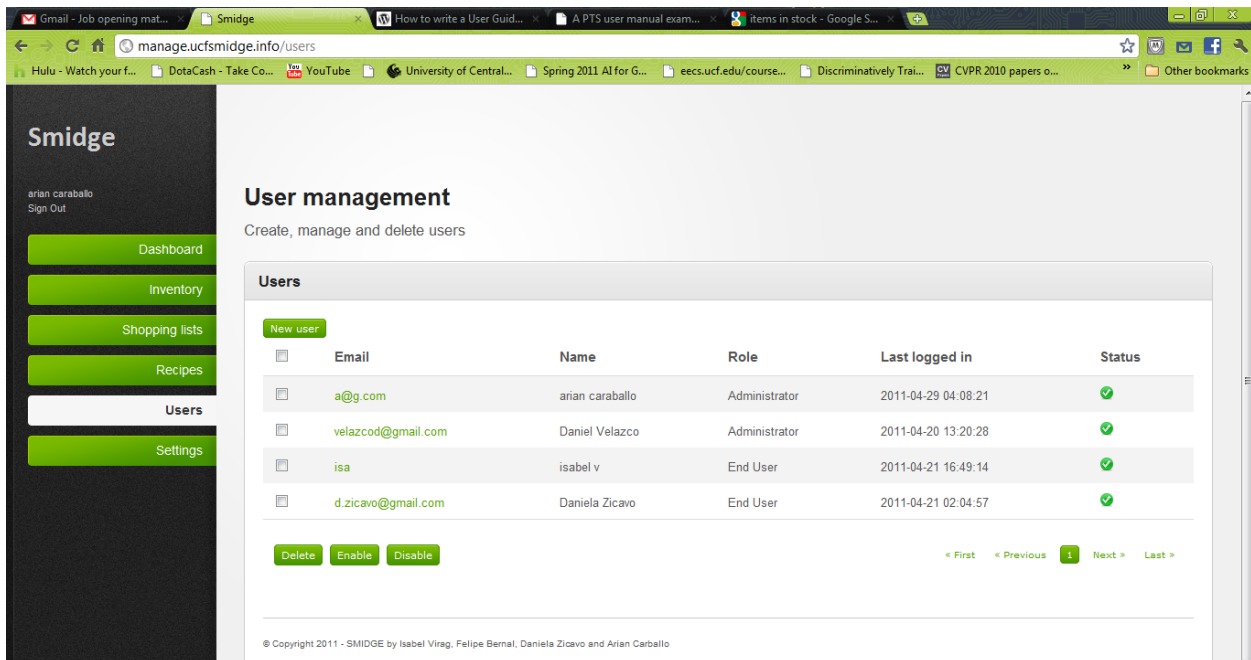 Gmail - Job opening mat... Smidge How to write a User Guid... A PTS user manual exam... items in stock - Google S...
manage.ucfsmidge.info/users
Hulu - Watch your f... DotaCash - Take Co... YouTube University of Central... Spring 2011 AI for G... eecs.ucf.edu/course... Discriminatively Trai... CVPR 2010 papers o... » Other bookmarks
Smidge
arian caraballo
Sign Out
Dashboard
Inventory
Shopping lists
Recipes
Users
Settings
User management
Create, manage and delete users
Users
New user
Email Name Role Last logged in Status
a@g.com arian caraballo Administrator 2011-04-29 04:08:21
velazcod@gmail.com Daniel Velazco Administrator 2011-04-20 13:20:28
isa isabel v End User 2011-04-21 16:49:14
d.zicavo@gmail.com Daniela Zicavo End User 2011-04-21 02:04:57
Delete Enable Disable « First « Previous 1 Next » Last »
© Copyright 2011 - SMIDGE by Isabel Virag, Felipe Bernal, Daniela Zicavo and Arian Carballo